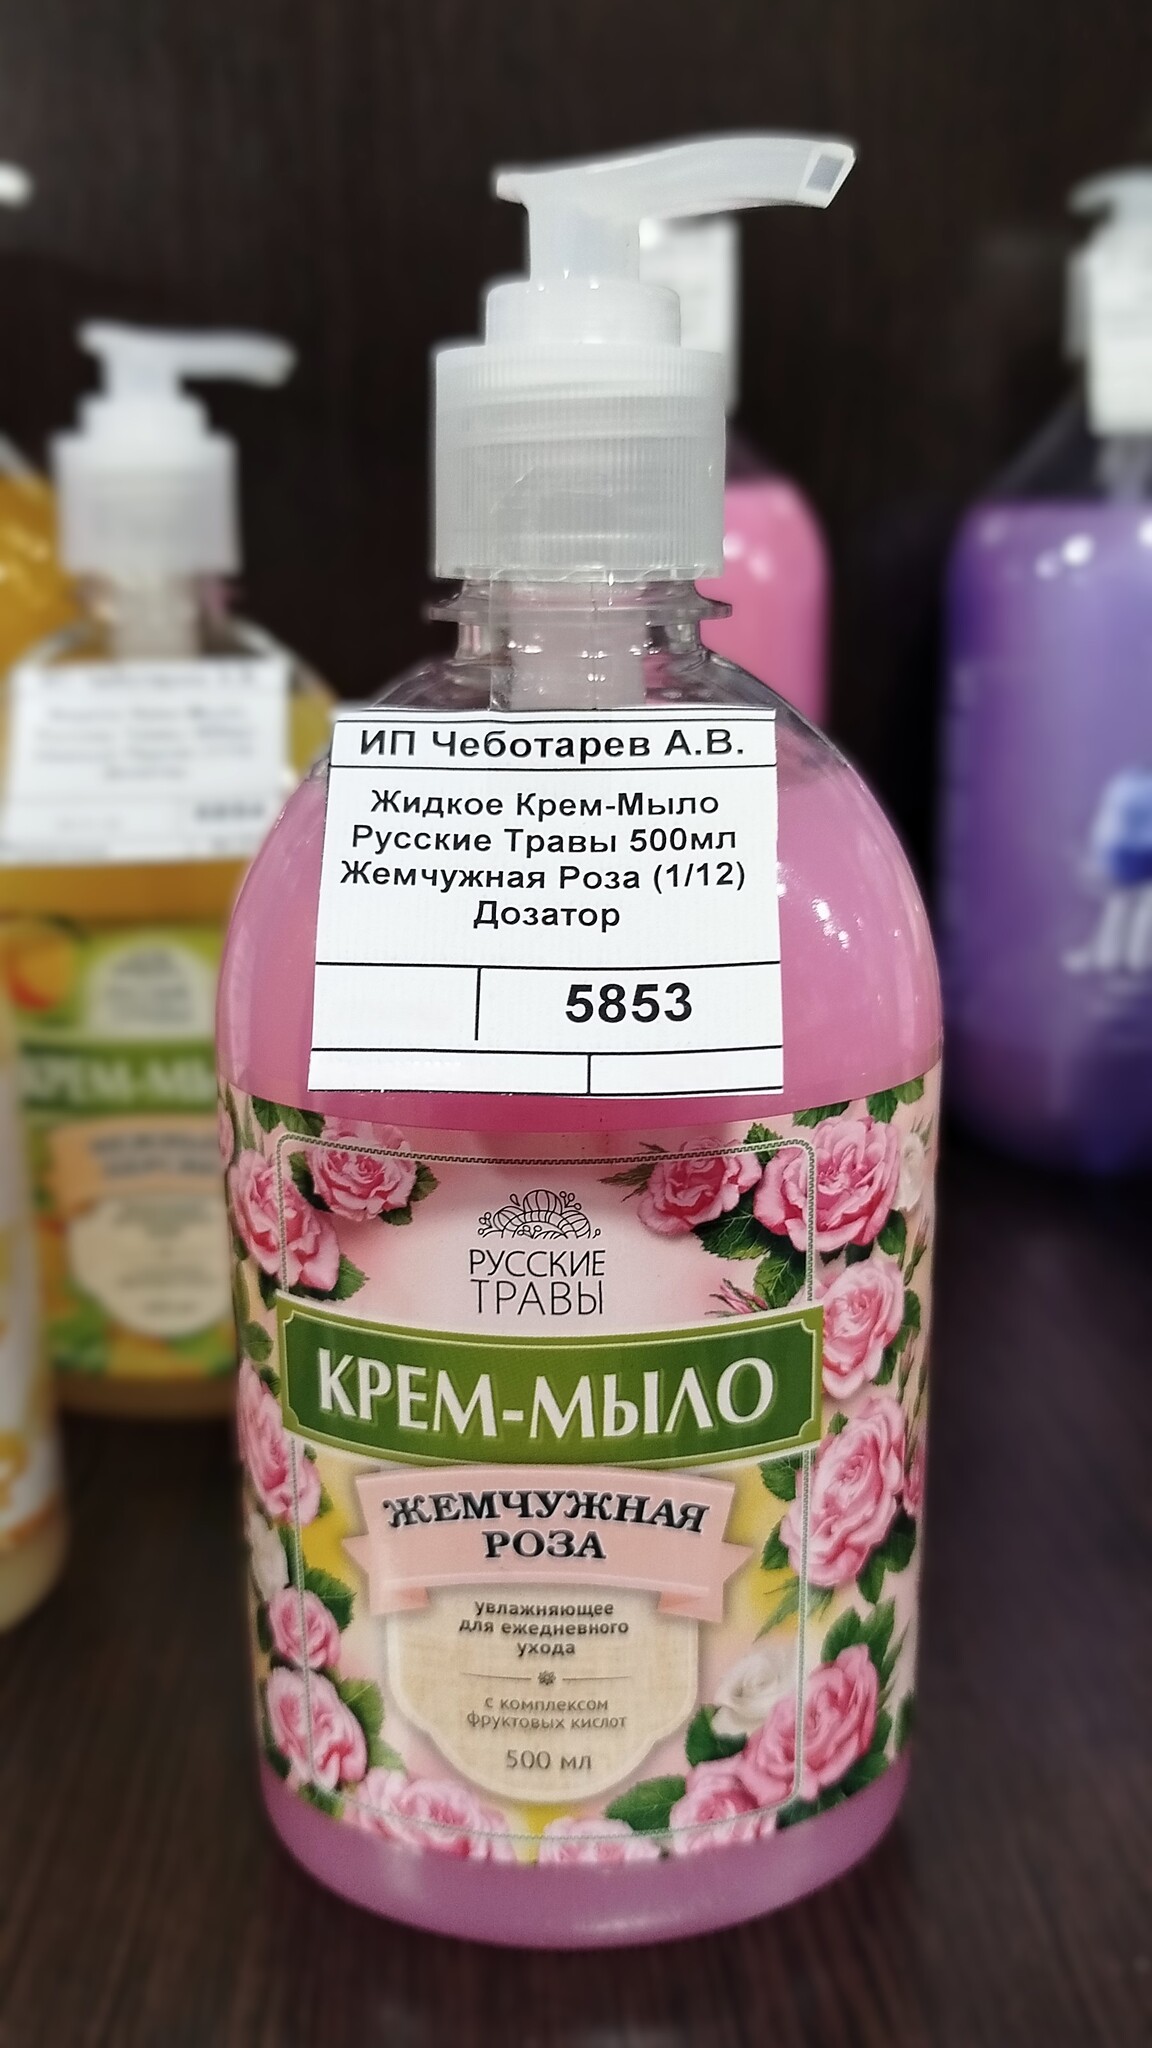 ИП Чеботарев А.В.
Жидкое Крем-Мыло
Русские Травы 500мл
Жемчужная Роза (1/12)
Дозатор
5853
РУССКИЕ
ТРАВЫ
КРЕМ-МЫЛО
ЖЕМЧУЖНАЯ
РОЗА
увлажняющее
для ежедневного
ухода
с комплексом
фруктовых кислот
500 мл